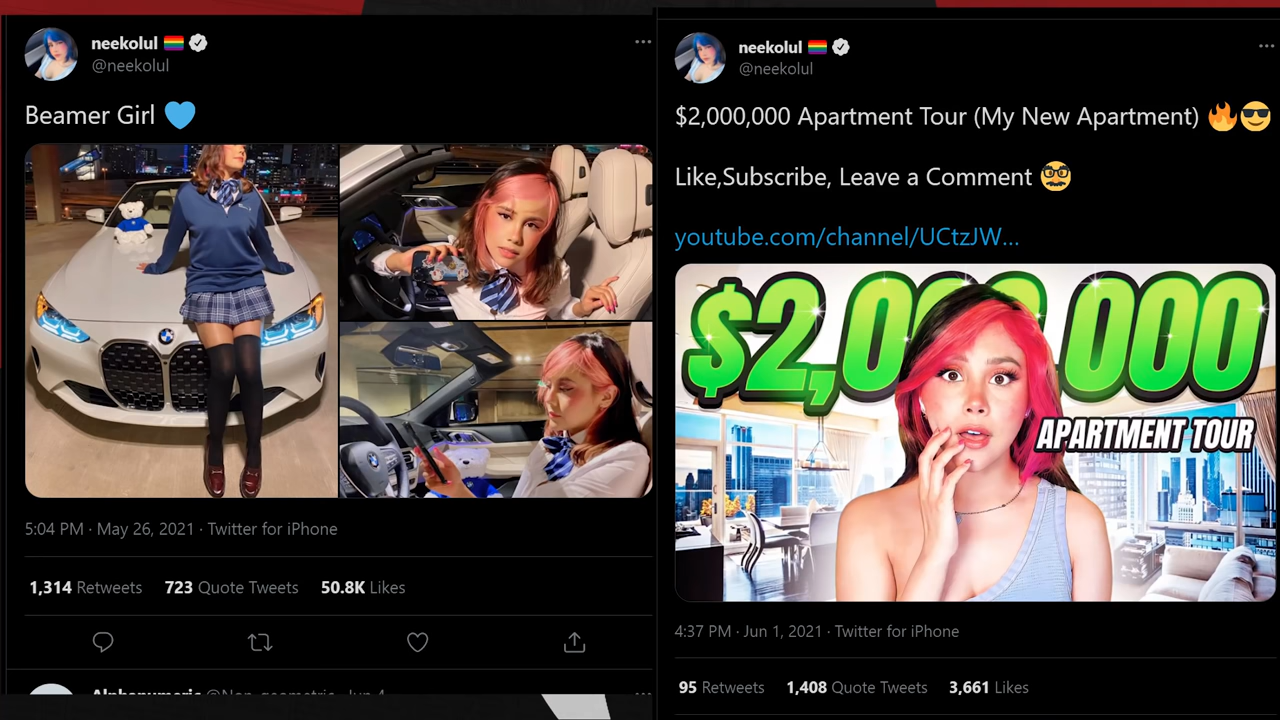 neekolul 🏳️‍🌈
@neekolul
Beamer Girl 💙
5:04 PM · May 26, 2021 · Twitter for iPhone
1,314 Retweets 723 Quote Tweets 50.8K Likes
neekolul 🏳️‍🌈
@neekolul
$2,000,000 Apartment Tour (My New Apartment) 🔥😎
Like,Subscribe, Leave a Comment 🥸
youtube.com/channel/UCtzJW...
$2,0 000
APARTMENT TOUR
4:37 PM · Jun 1, 2021 · Twitter for iPhone
95 Retweets 1,408 Quote Tweets 3,661 Likes